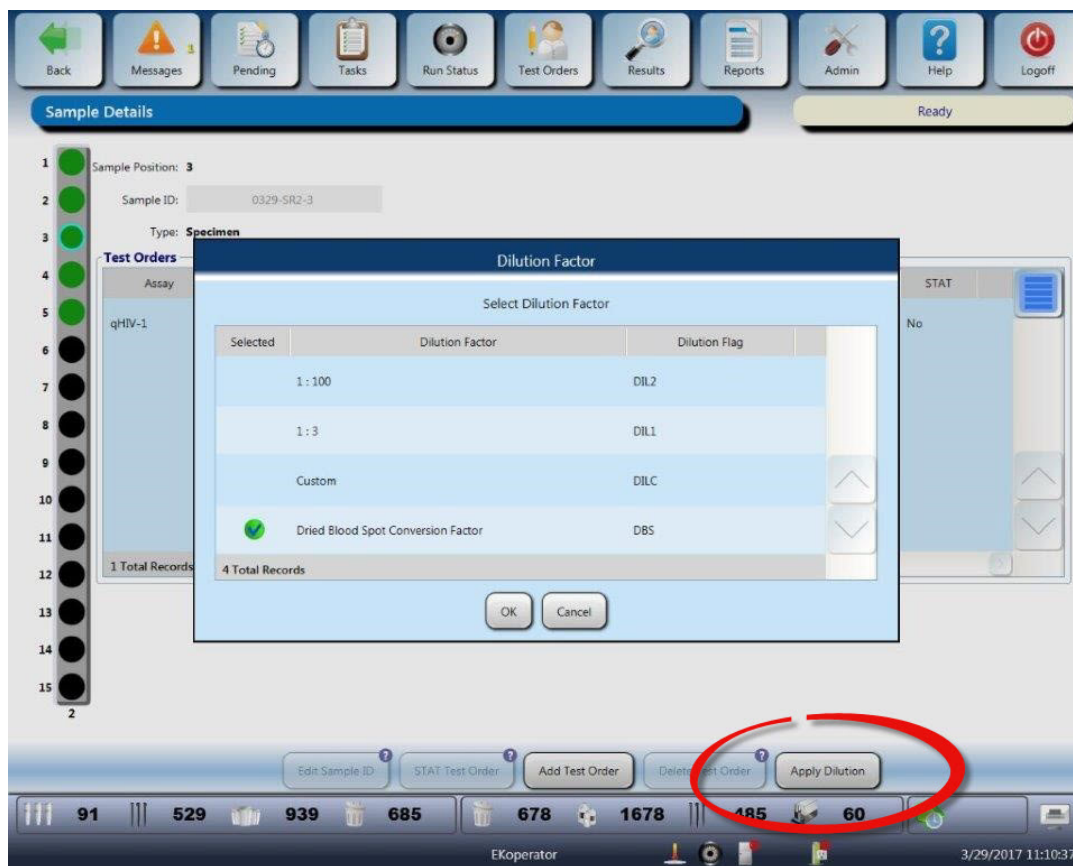 Back
Messages
1
Pending
Tasks
Run Status
Test Orders
Results
Reports
Admin
Help
Logoff
Sample Details
Ready
1
2
3
4
5
6
7
8
9
10
11
12
13
14
15
2
Sample Position: 3
Sample ID: 0329-SR2-3
Type: Specimen
Test Orders
Assay
STAT
qHIV-1
No
1 Total Records
Dilution Factor
Select Dilution Factor
Selected Dilution Factor Dilution Flag
1 : 100 DIL2
1 : 3 DIL1
Custom DILC
Dried Blood Spot Conversion Factor DBS
4 Total Records
OK Cancel
Edit Sample ID ? STAT Test Order ? Add Test Order Delete Test Order ? Apply Dilution
91 529 939 685 678 1678 485 60
EKoperator 3/29/2017 11:10:37